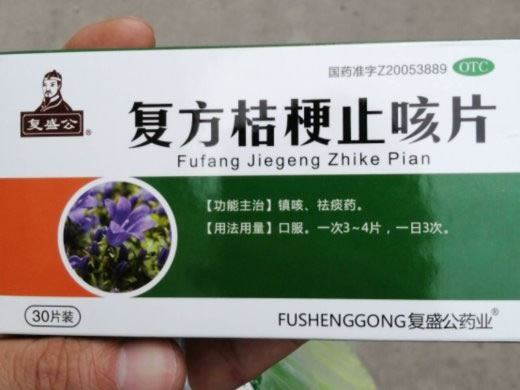 国药准字Z20053889 OTC
复盛公®
复方桔梗止咳片
Fufang Jiegeng Zhike Pian
【功能主治】镇咳、祛痰药。
【用法用量】口服。一次3~4片，一日3次。
30片装
FUSHENGGONG复盛公药业®